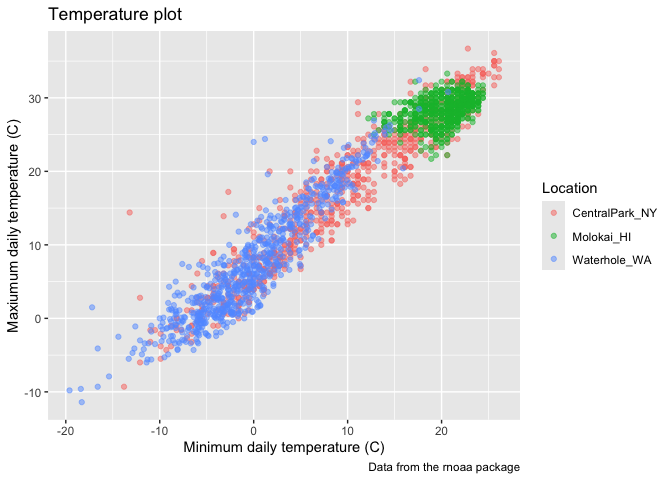 Temperature plot
Maxiumum daily temperature (C)
30
20
10
0
-10
-20
-10
0
10
20
Minimum daily temperature (C)
Data from the rnoaa package
Location
CentralPark_NY
Molokai_HI
Waterhole_WA